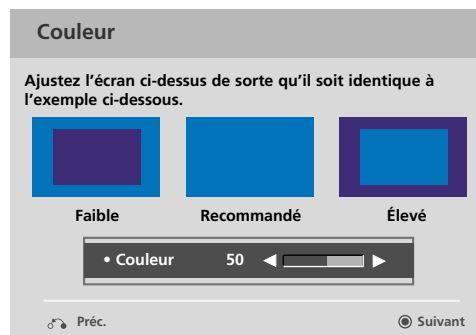 Couleur
Ajustez l'écran ci-dessus de sorte qu'il soit identique à
l'exemple ci-dessous.
Faible Recommandé Élevé
• Couleur 50
Préc. Suivant